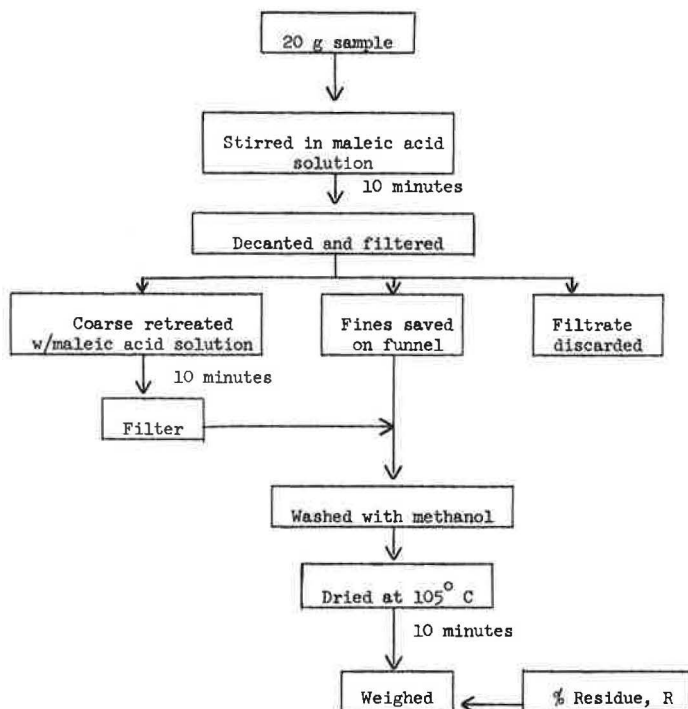 20 g sample
Stirred in maleic acid
solution
10 minutes
Decanted and filtered
Coarse retreated
w/maleic acid solution
Fines saved
on funnel
Filtrate
discarded
10 minutes
Filter
Washed with methanol
Dried at 105° C
10 minutes
Weighed
% Residue, R